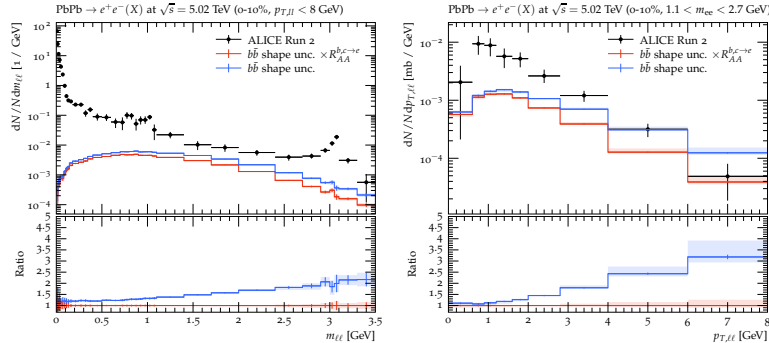 PbPb → e⁺e⁻(X) at √s = 5.02 TeV (0-10%, p_T,ll < 8 GeV)
dN/Ndm_ℓℓ [1 / GeV]
10² 10¹ 1 10⁻¹ 10⁻² 10⁻³ 10⁻⁴
ALICE Run 2
bb̄ shape unc. ×R_AA^{b,c→e}
bb̄ shape unc.
Ratio
5 4.5 4 3.5 3 2.5 2 1.5 1
0 0.5 1 1.5 2 2.5 3 3.5
m_ℓℓ [GeV]
PbPb → e⁺e⁻(X) at √s = 5.02 TeV (0-10%, 1.1 < m_ee < 2.7 GeV)
dN/Ndp_T,ℓℓ [mb / GeV]
10⁻² 10⁻³ 10⁻⁴
ALICE Run 2
bb̄ shape unc. ×R_AA^{b,c→e}
bb̄ shape unc.
Ratio
5 4.5 4 3.5 3 2.5 2 1.5 1
0 1 2 3 4 5 6 7 8
p_T,ℓℓ [GeV]